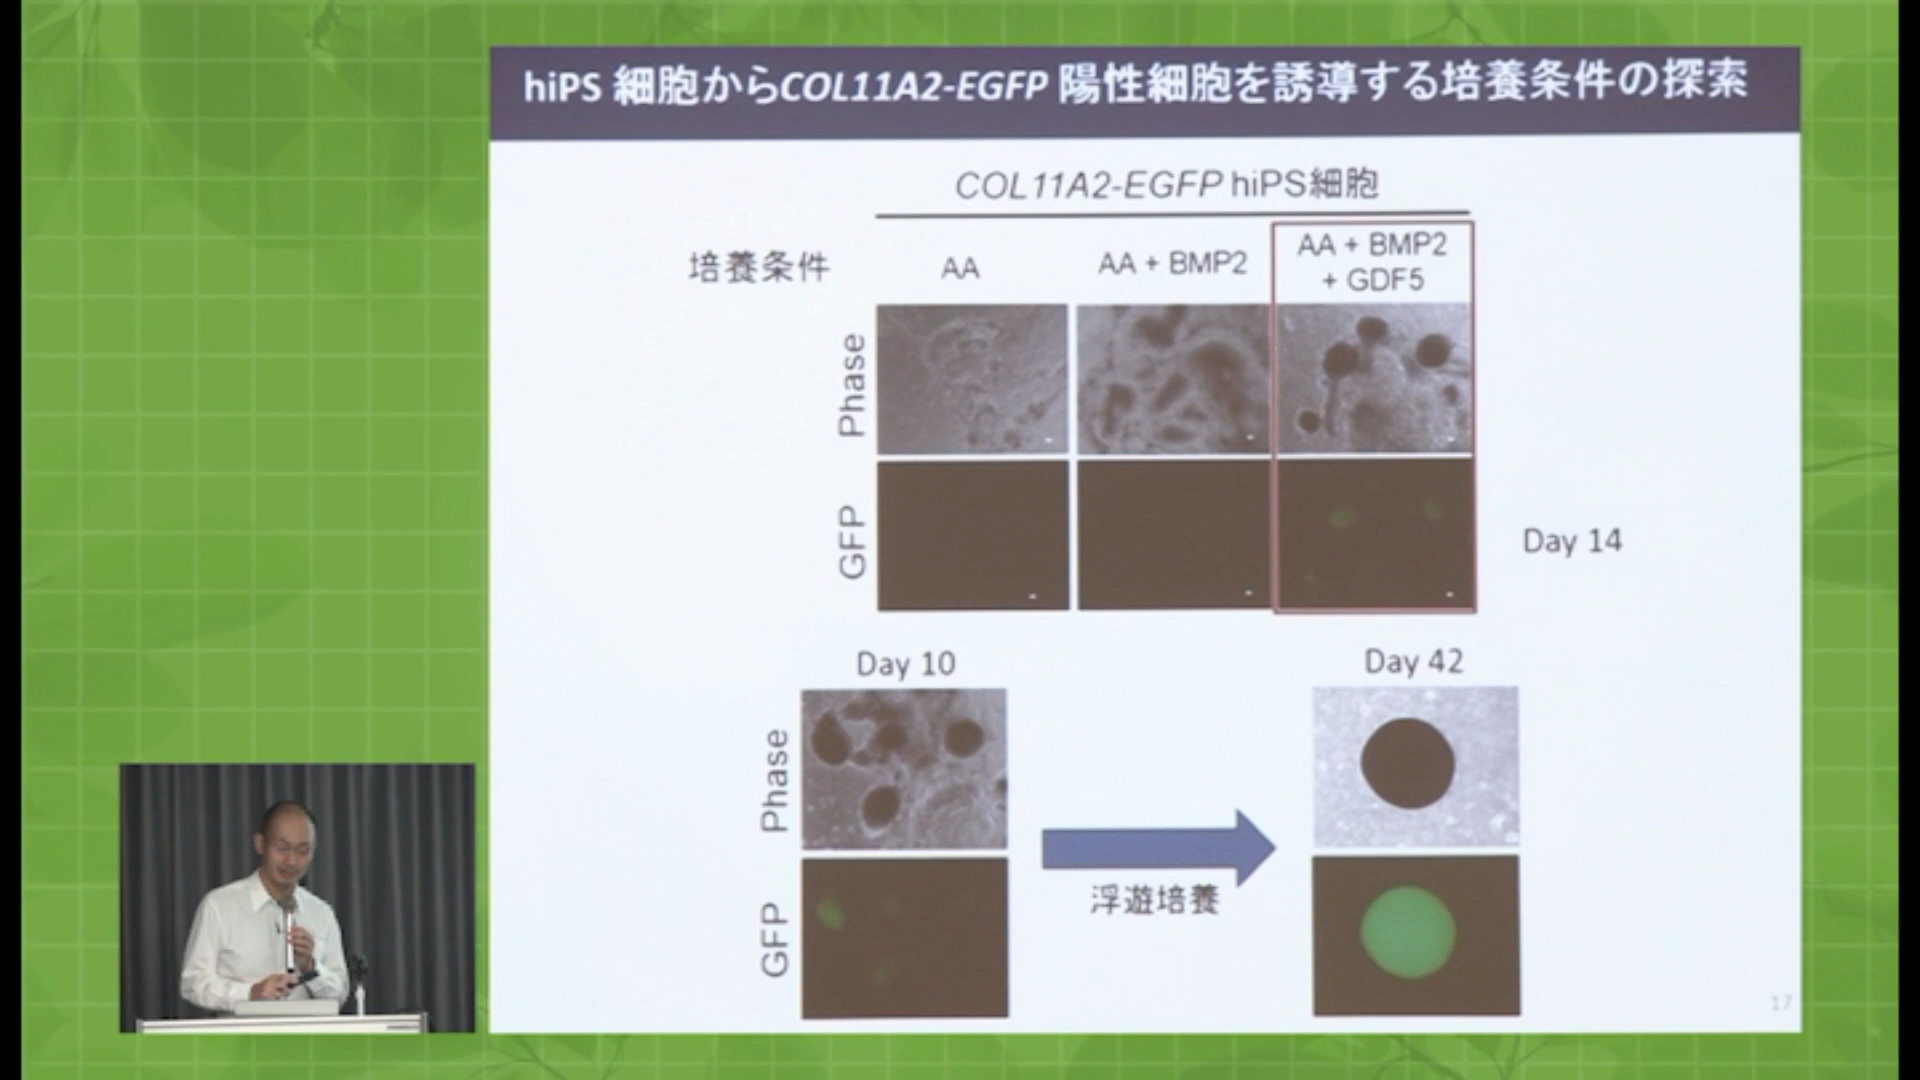 hiPS 細胞からCOL11A2-EGFP 陽性細胞を誘導する培養条件の探索
COL11A2-EGFP hiPS細胞
培養条件
AA
AA + BMP2
AA + BMP2
+ GDF5
Phase
GFP
Day 14
Day 10
Day 42
Phase
GFP
浮遊培養
17